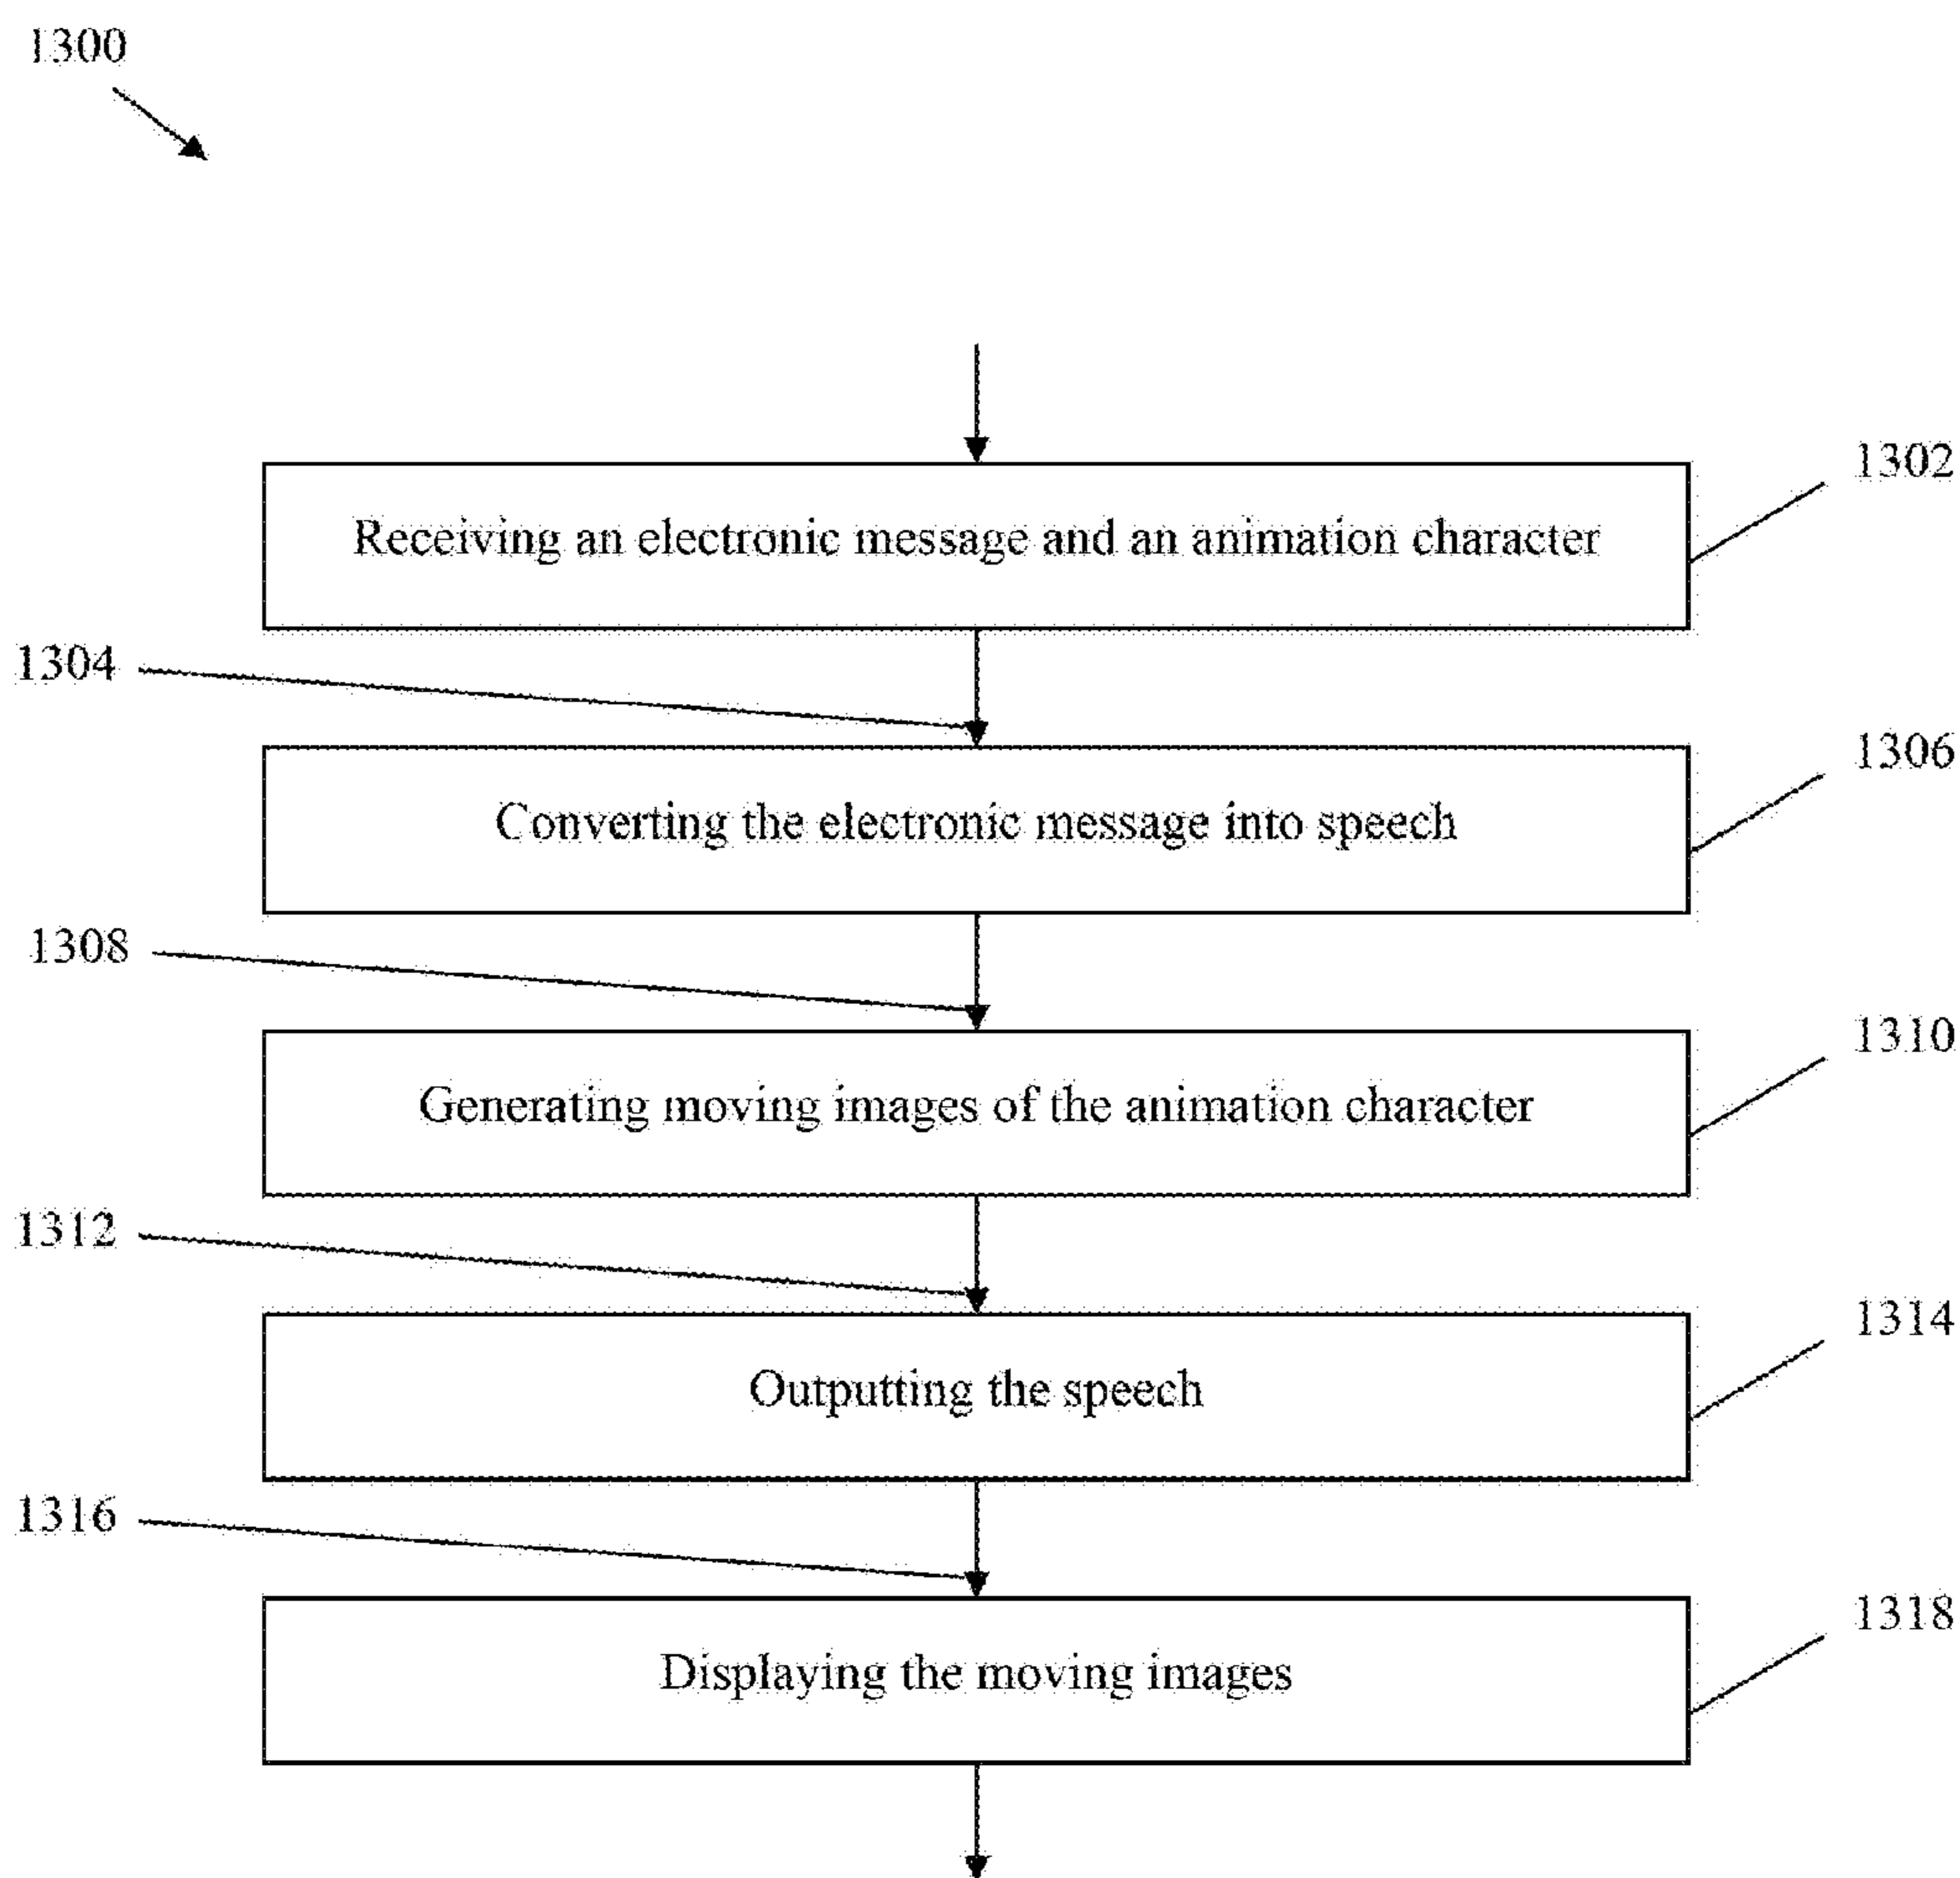 1300
1302
Receiving an electronic message and an animation character
1304
1306
Converting the electronic message into speech
1308
1310
Generating moving images of the animation character
1312
1314
Outputting the speech
1316
1318
Displaying the moving images